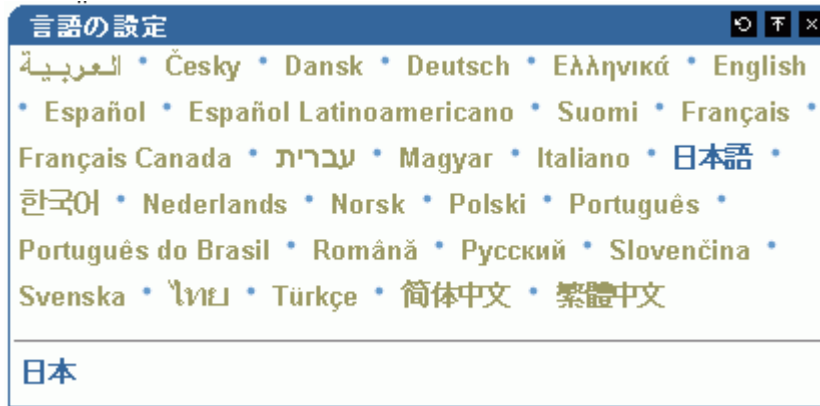 言語の設定
العربية • Česky • Dansk • Deutsch • Ελληνικά • English
• Español • Español Latinoamericano • Suomi • Français •
Français Canada • עברית • Magyar • Italiano • 日本語 •
한국어 • Nederlands • Norsk • Polski • Português •
Português do Brasil • Română • Русский • Slovenčina •
Svenska • ไทย • Türkçe • 简体中文 • 繁體中文
日本